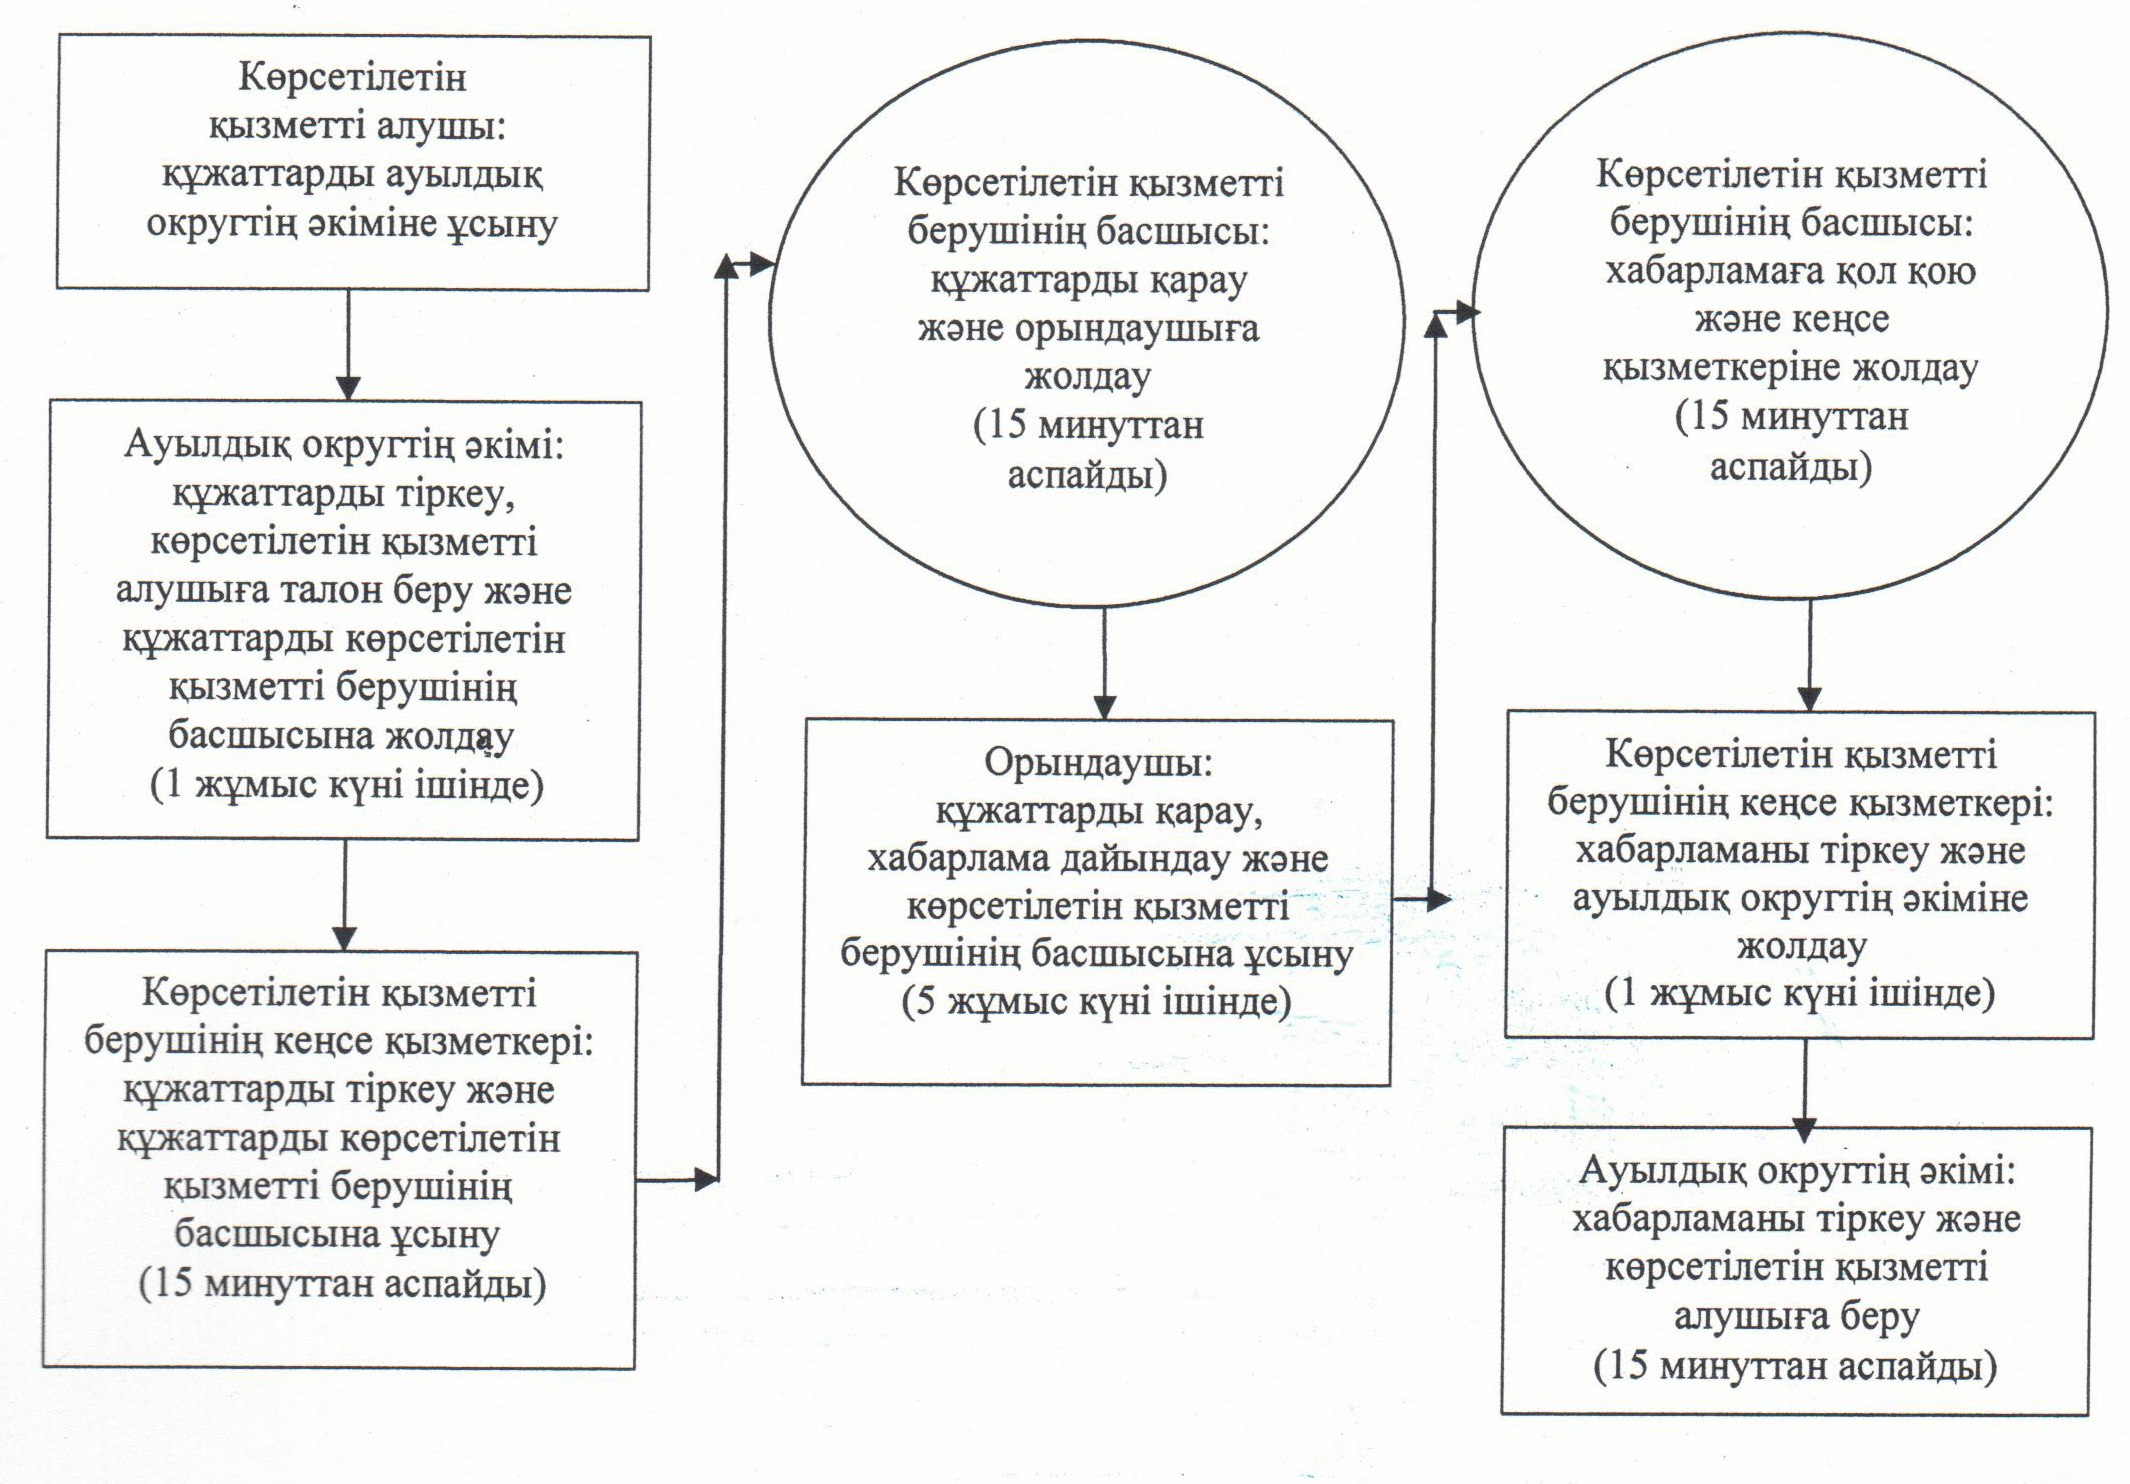 Көрсетілетін
қызметті алушы:
құжаттарды ауылдық
округтің әкіміне ұсыну
Ауылдық округтің әкімі:
құжаттарды тіркеу,
көрсетілетін қызметті
алушыға талон беру және
құжаттарды көрсетілетін
қызметті берушінің
басшысына жолдау
(1 жұмыс күні ішінде)
Көрсетілетін қызметті
берушінің кеңсе қызметкері:
құжаттарды тіркеу және
құжаттарды көрсетілетін
қызметті берушінің
басшысына ұсыну
(15 минуттан аспайды)
Көрсетілетін қызметті
берушінің басшысы:
құжаттарды қарау
және орындаушыға
жолдау
(15 минуттан
аспайды)
Орындаушы:
құжаттарды қарау,
хабарлама дайындау және
көрсетілетін қызметті
берушінің басшысына ұсыну
(5 жұмыс күні ішінде)
Көрсетілетін қызметті
берушінің басшысы:
хабарламаға қол қою
және кеңсе
қызметкеріне жолдау
(15 минуттан
аспайды)
Көрсетілетін қызметті
берушінің кеңсе қызметкері:
хабарламаны тіркеу және
ауылдық округтің әкіміне
жолдау
(1 жұмыс күні ішінде)
Ауылдық округтің әкімі:
хабарламаны тіркеу және
көрсетілетін қызметті
алушыға беру
(15 минуттан аспайды)